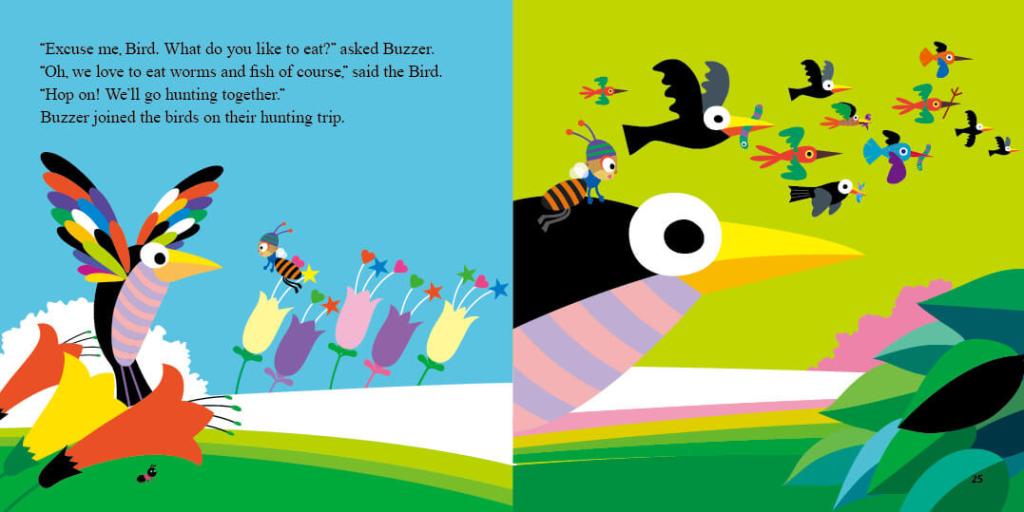 “Excuse me, Bird. What do you like to eat?” asked Buzzer.
“Oh, we love to eat worms and fish of course,” said the Bird.
“Hop on! We’ll go hunting together.”
Buzzer joined the birds on their hunting trip.
25